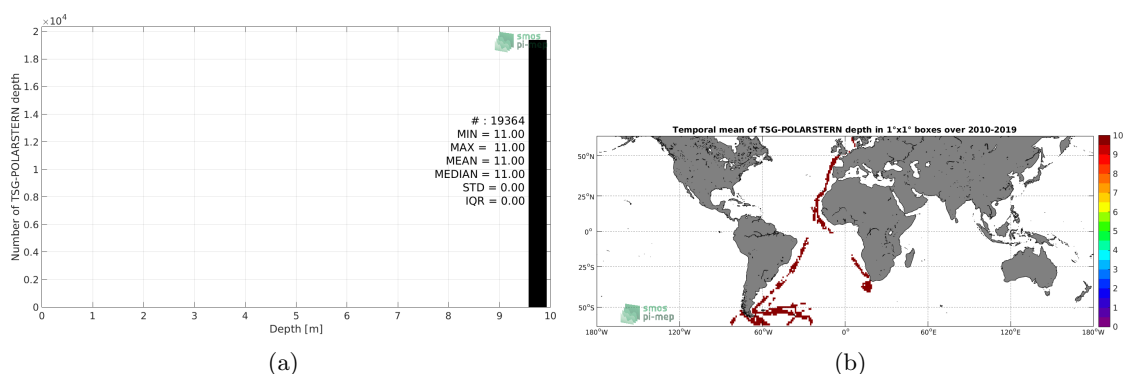 ×10⁴
2
1.8
1.6
1.4
1.2
1
0.8
0.6
0.4
0.2
0
Number of TSG-POLARSTERN depth
smos
pi-mep
# : 19364
MIN = 11.00
MAX = 11.00
MEAN = 11.00
MEDIAN = 11.00
STD = 0.00
IQR = 0.00
0 1 2 3 4 5 6 7 8 9 10
Depth [m]
(a)
Temporal mean of TSG-POLARSTERN depth in 1°x1° boxes over 2010-2019
50°N
25°N
0°
25°S
50°S
smos
pi-mep
180°W 120°W 60°W 0° 60°E 120°E 180°E
10
9
8
7
6
5
4
3
2
1
0
(b)